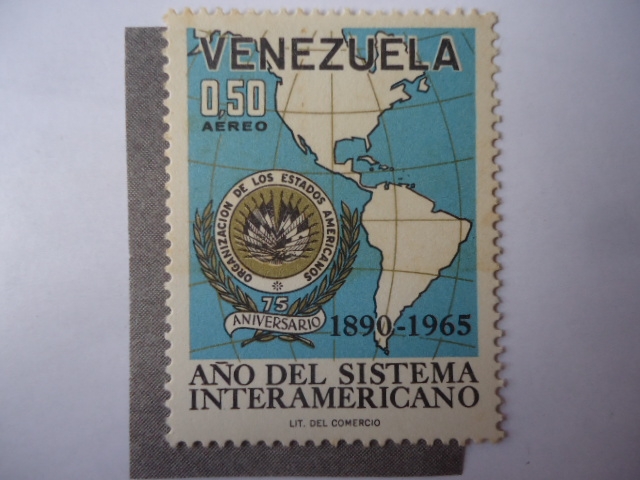 VENEZUELA
0,50
AEREO
ORGANIZACION DE LOS ESTADOS AMERICANOS
75
ANIVERSARIO
1890-1965
AÑO DEL SISTEMA
INTERAMERICANO
LIT. DEL COMERCIO